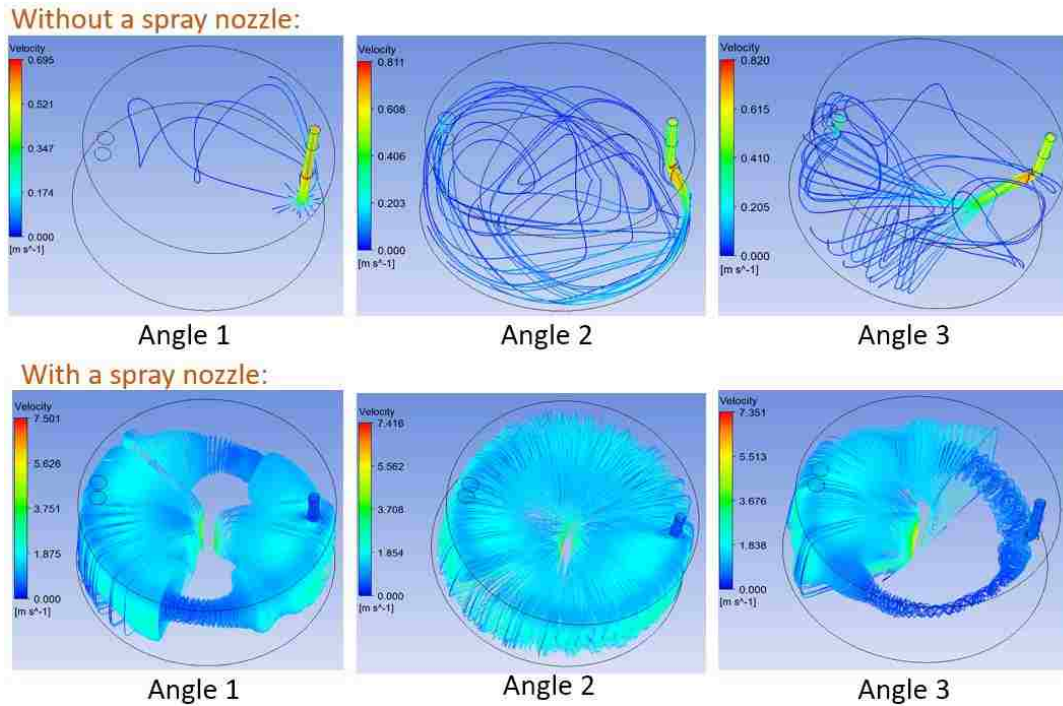 Without a spray nozzle:
Velocity
0.695
0.521
0.347
0.174
0.000
[m s^-1]
Velocity
0.811
0.608
0.406
0.203
0.000
[m s^-1]
Velocity
0.820
0.615
0.410
0.205
0.000
[m s^-1]
Angle 1
Angle 2
Angle 3
With a spray nozzle:
Velocity
7.501
5.626
3.751
1.875
0.000
[m s^-1]
Velocity
7.416
5.562
3.708
1.854
0.000
[m s^-1]
Velocity
7.351
5.513
3.676
1.838
0.000
[m s^-1]
Angle 1
Angle 2
Angle 3